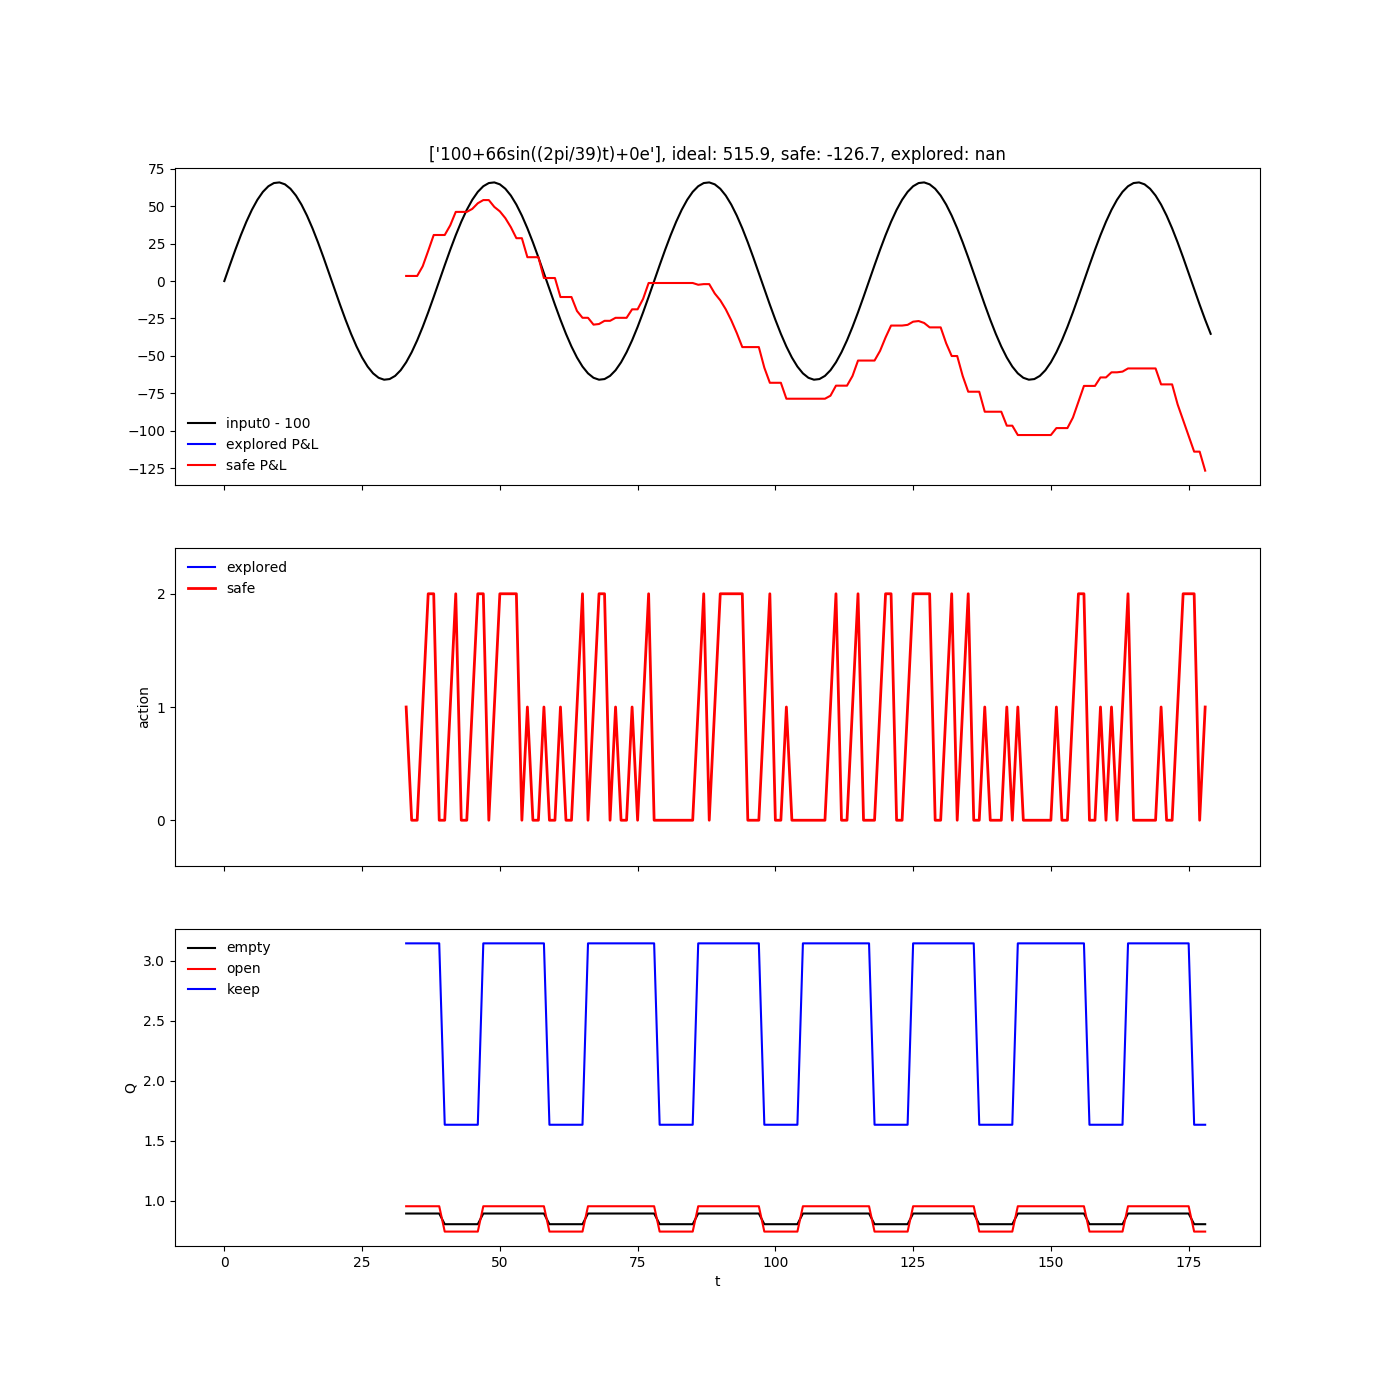 ['100+66sin((2pi/39)t)+0e'], ideal: 515.9, safe: -126.7, explored: nan
75
50
25
0
−25
−50
−75
−100
−125
input0 - 100
explored P&L
safe P&L
explored
safe
2
1
0
action
empty
open
keep
3.0
2.5
2.0
1.5
1.0
Q
0 25 50 75 100 125 150 175
t